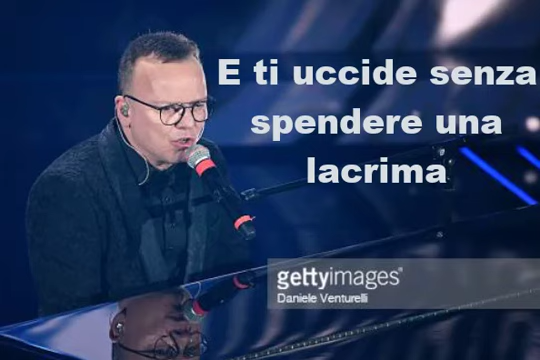 E ti uccide senza
spendere una
lacrima
gettyimages®
Daniele Venturelli